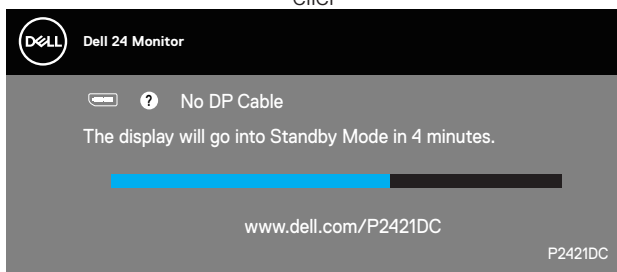 DELL
Dell 24 Monitor
? No DP Cable
The display will go into Standby Mode in 4 minutes.
www.dell.com/P2421DC
P2421DC